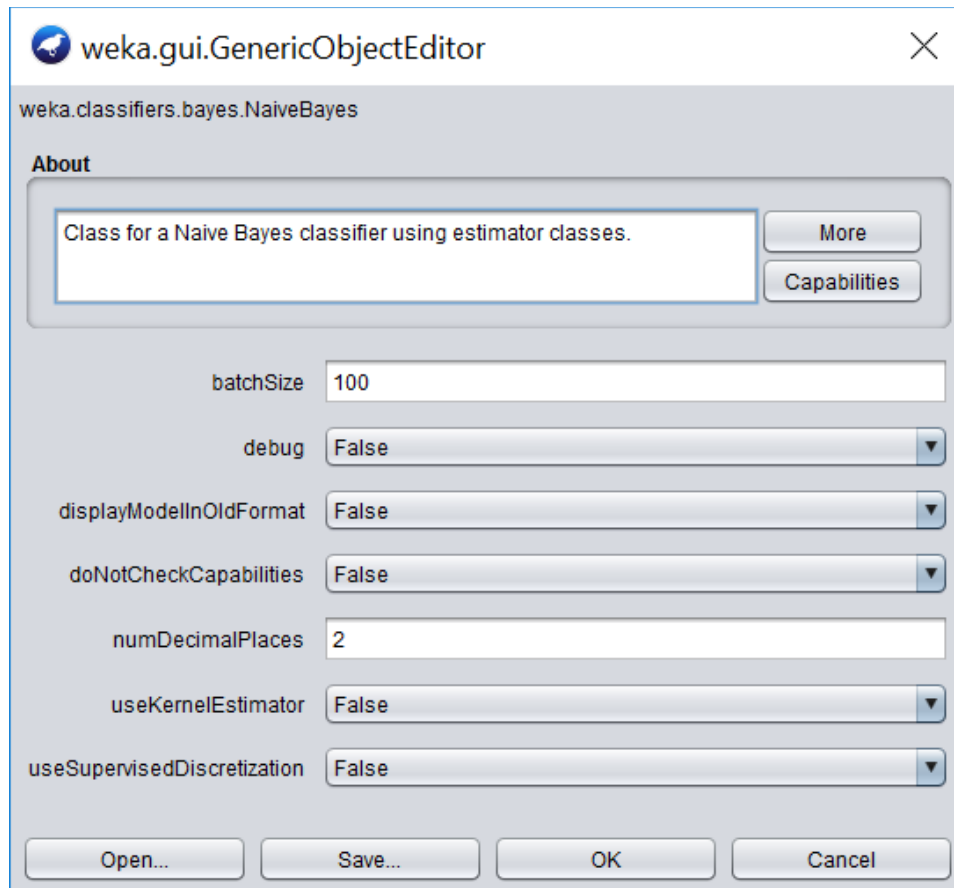 weka.gui.GenericObjectEditor
weka.classifiers.bayes.NaiveBayes
About
Class for a Naive Bayes classifier using estimator classes.
More
Capabilities
batchSize 100
debug False
displayModelInOldFormat False
doNotCheckCapabilities False
numDecimalPlaces 2
useKernelEstimator False
useSupervisedDiscretization False
Open... Save... OK Cancel